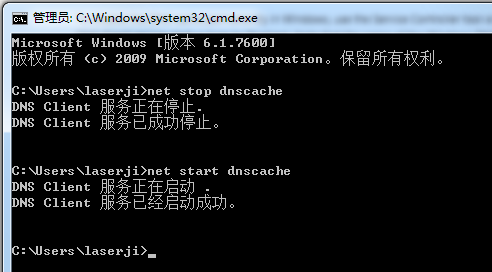 管理员: C:\Windows\system32\cmd.exe
Microsoft Windows [版本 6.1.7600]
版权所有 (c) 2009 Microsoft Corporation。保留所有权利。
C:\Users\laserji>net stop dnscache
DNS Client 服务正在停止.
DNS Client 服务已成功停止。
C:\Users\laserji>net start dnscache
DNS Client 服务正在启动 .
DNS Client 服务已经启动成功。
C:\Users\laserji>_